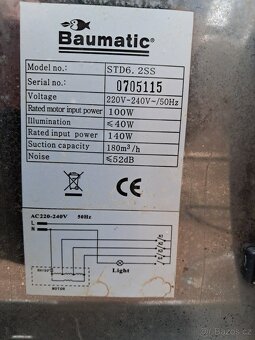 Baumatic
Model no.: STD6.2SS
Serial no.: 0705115
Voltage 220V~240V~/50Hz
Rated motor input power 100W
Illumination ≤40W
Rated input power 140W
Suction capacity 180m³/h
Noise ≤52dB
CE
AC220-240V 50Hz
L
N
Light
MOTOR